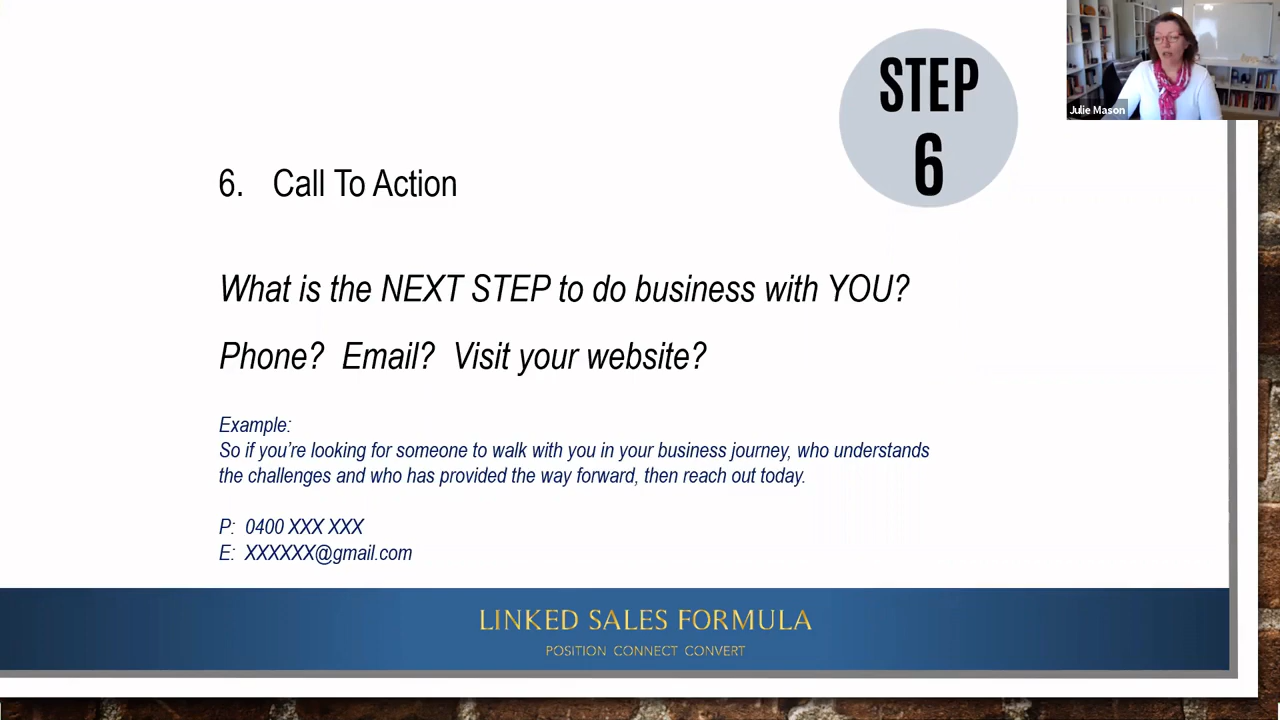 STEP
6
Julie Mason
6. Call To Action
What is the NEXT STEP to do business with YOU?
Phone? Email? Visit your website?
Example:
So if you’re looking for someone to walk with you in your business journey, who understands
the challenges and who has provided the way forward, then reach out today.
P: 0400 XXX XXX
E: XXXXXX@gmail.com
LINKED SALES FORMULA
POSITION CONNECT CONVERT